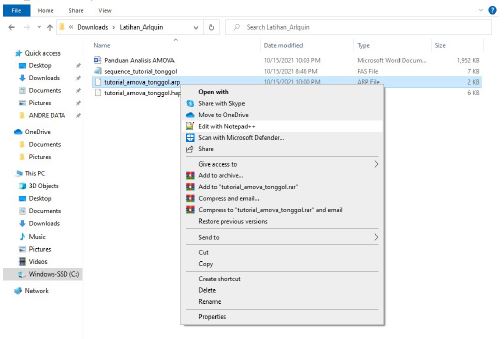 File
Home
Share
View
Downloads
Latihan_Arlquin
Search Latihan_Arlquin
Name
Date modified
Type
Size
Quick access
Desktop
Downloads
Documents
Pictures
ANDRE DATA
OneDrive
Documents
Pictures
This PC
3D Objects
Desktop
Documents
Downloads
Music
Pictures
Videos
Windows-SSD (C:)
Network
Panduan Analisis AMOVA 10/15/2021 10:03 PM Microsoft Word Docum... 1,952 KB
sequence_tutorial_tonggol 10/15/2021 8:46 PM FAS File 7 KB
tutorial_amova_tonggol.arp 10/15/2021 10:00 PM ARP File 2 KB
tutorial_amova_tonggol.hap 6 KB
Open with
Share with Skype
Move to OneDrive
Edit with Notepad++
Scan with Microsoft Defender...
Share
Give access to
Add to archive...
Add to "tutorial_amova_tonggol.rar"
Compress and email...
Compress to "tutorial_amova_tonggol.rar" and email
Restore previous versions
Send to
Cut
Copy
Create shortcut
Delete
Rename
Properties